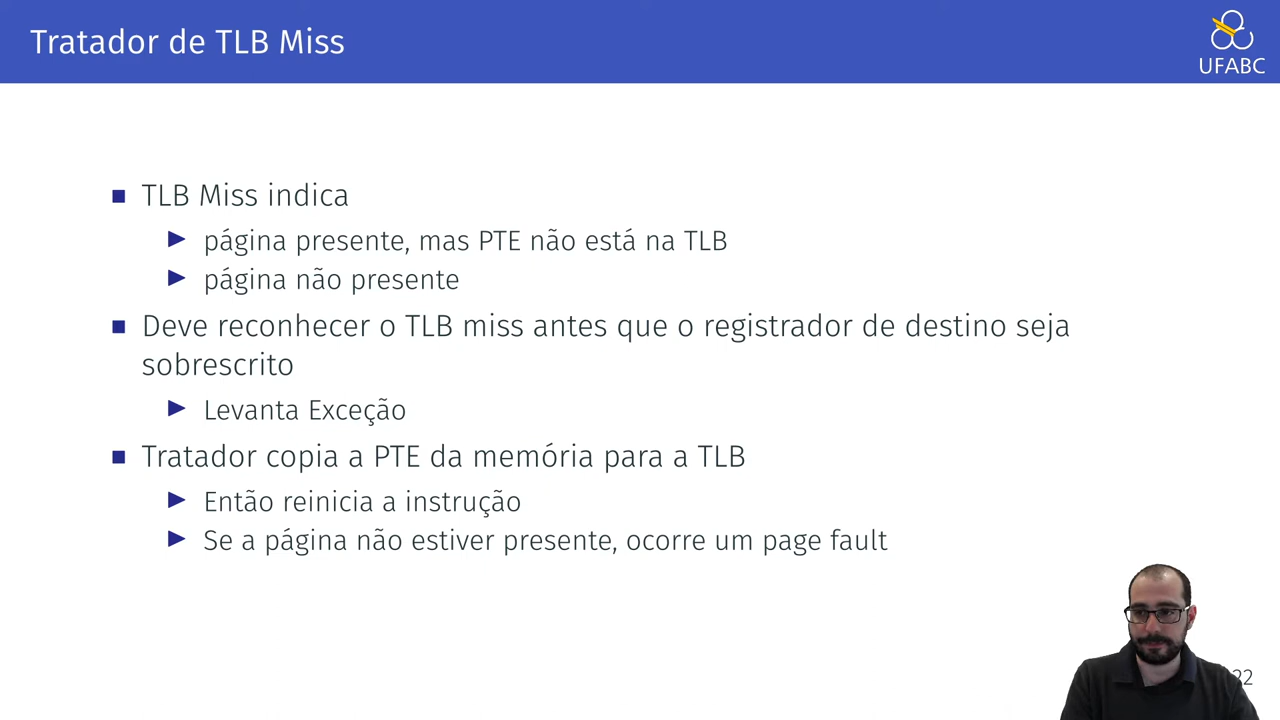 Tratador de TLB Miss
UFABC
TLB Miss indica
página presente, mas PTE não está na TLB
página não presente
Deve reconhecer o TLB miss antes que o registrador de destino seja
sobrescrito
Levanta Exceção
Tratador copia a PTE da memória para a TLB
Então reinicia a instrução
Se a página não estiver presente, ocorre um page fault
22